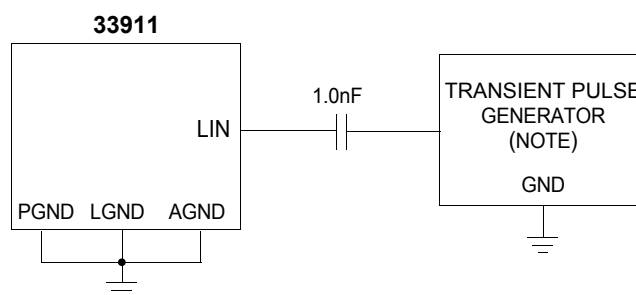 33911
1.0nF
LIN
TRANSIENT PULSE
GENERATOR
(NOTE)
GND
PGND LGND AGND